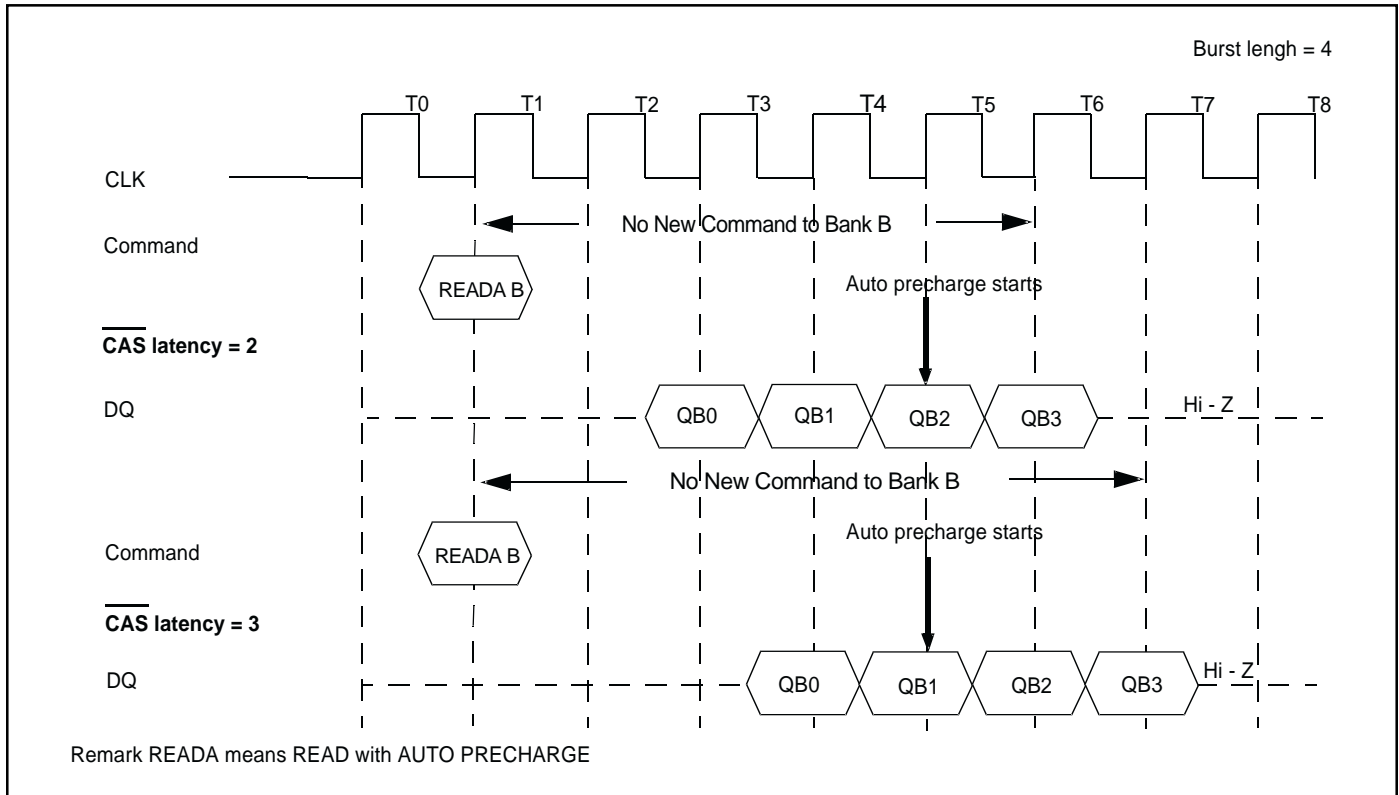 Burst lengh = 4
T0 T1 T2 T3 T4 T5 T6 T7 T8
CLK
No New Command to Bank B
Command
READA B
Auto precharge starts
CAS latency = 2
DQ
QB0 QB1 QB2 QB3 Hi - Z
No New Command to Bank B
Auto precharge starts
Command
READA B
CAS latency = 3
DQ
QB0 QB1 QB2 QB3 Hi - Z
Remark READA means READ with AUTO PRECHARGE